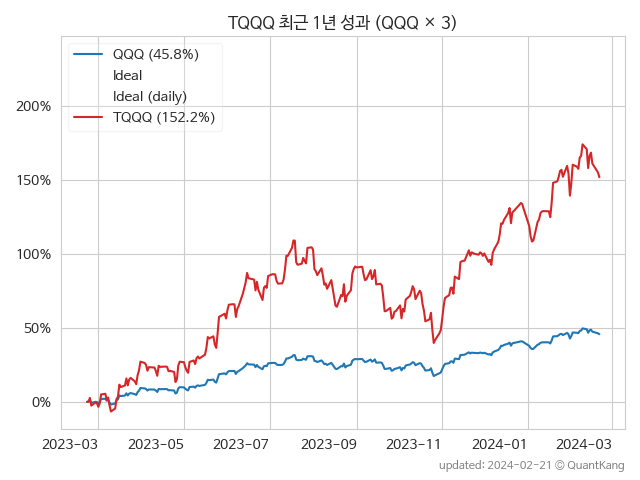 TQQQ 최근 1년 성과 (QQQ × 3)
QQQ (45.8%)
Ideal
Ideal (daily)
TQQQ (152.2%)
200%
150%
100%
50%
0%
2023-03 2023-05 2023-07 2023-09 2023-11 2024-01 2024-03
updated: 2024-02-21 © QuantKang